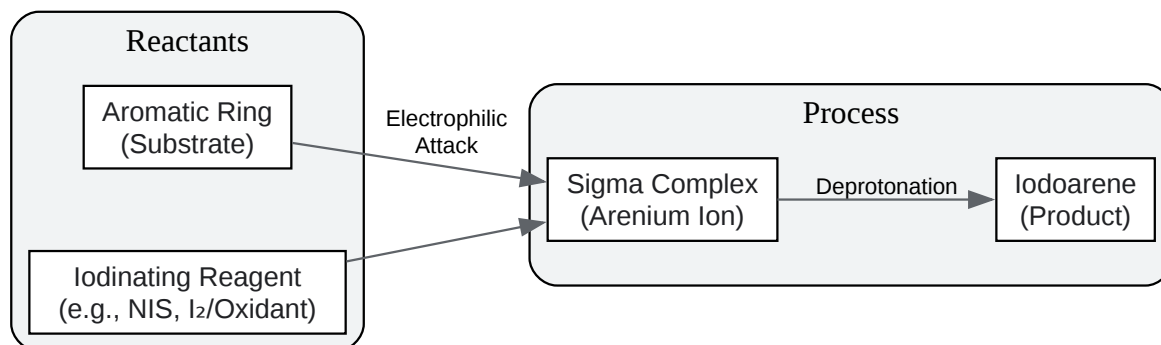 Reactants
Aromatic Ring
(Substrate)
Electrophilic
Attack
Iodinating Reagent
(e.g., NIS, I₂/Oxidant)
Process
Sigma Complex
(Arenium Ion)
Deprotonation
Iodoarene
(Product)